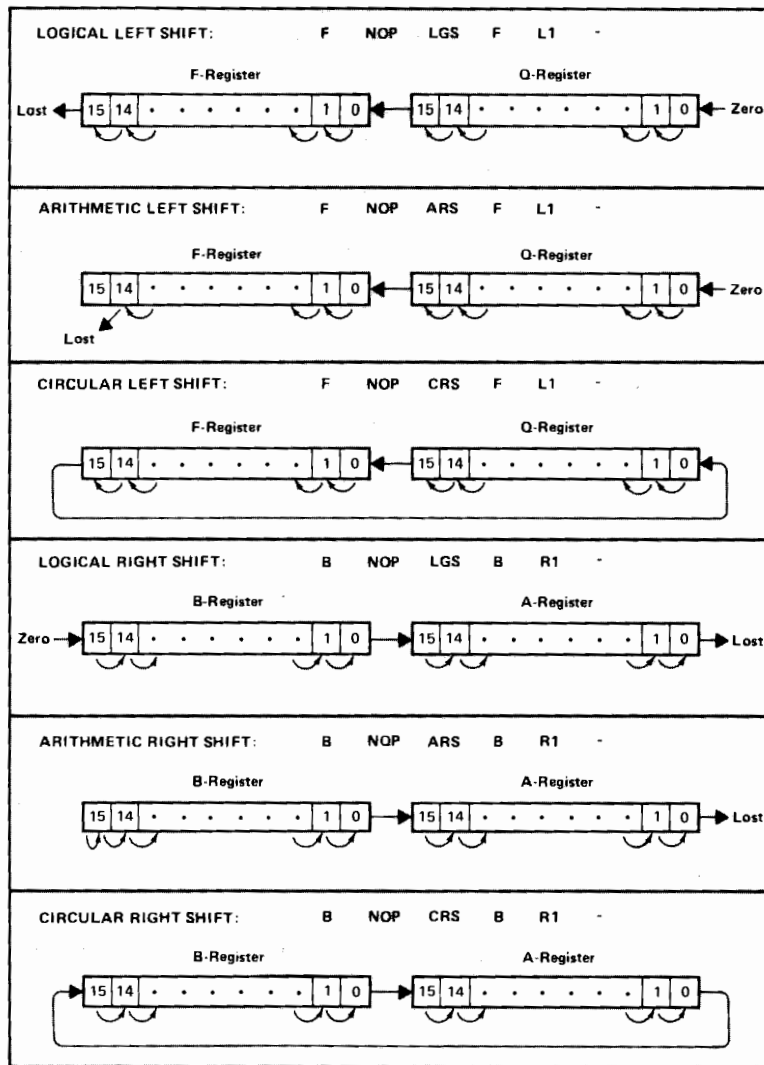 LOGICAL LEFT SHIFT: F NOP LGS F L1 -
F-Register Q-Register
Lost 15 14 · · · · · · 1 0 15 14 · · · · · · 1 0 Zero
ARITHMETIC LEFT SHIFT: F NOP ARS F L1 -
F-Register Q-Register
15 14 · · · · · · 1 0 15 14 · · · · · · 1 0 Zero
Lost
CIRCULAR LEFT SHIFT: F NOP CRS F L1 -
F-Register Q-Register
15 14 · · · · · · 1 0 15 14 · · · · · · 1 0
LOGICAL RIGHT SHIFT: B NOP LGS B R1 -
B-Register A-Register
Zero 15 14 · · · · · · 1 0 15 14 · · · · · · 1 0 Lost
ARITHMETIC RIGHT SHIFT: B NOP ARS B R1 -
B-Register A-Register
15 14 · · · · · · 1 0 15 14 · · · · · · 1 0 Lost
CIRCULAR RIGHT SHIFT: B NOP CRS B R1 -
B-Register A-Register
15 14 · · · · · · 1 0 15 14 · · · · · · 1 0